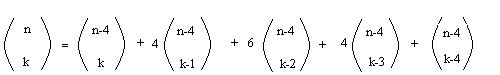 ( n k ) = ( n-4 k ) + 4 ( n-4 k-1 ) + 6 ( n-4 k-2 ) + 4 ( n-4 k-3 ) + ( n-4 k-4 )